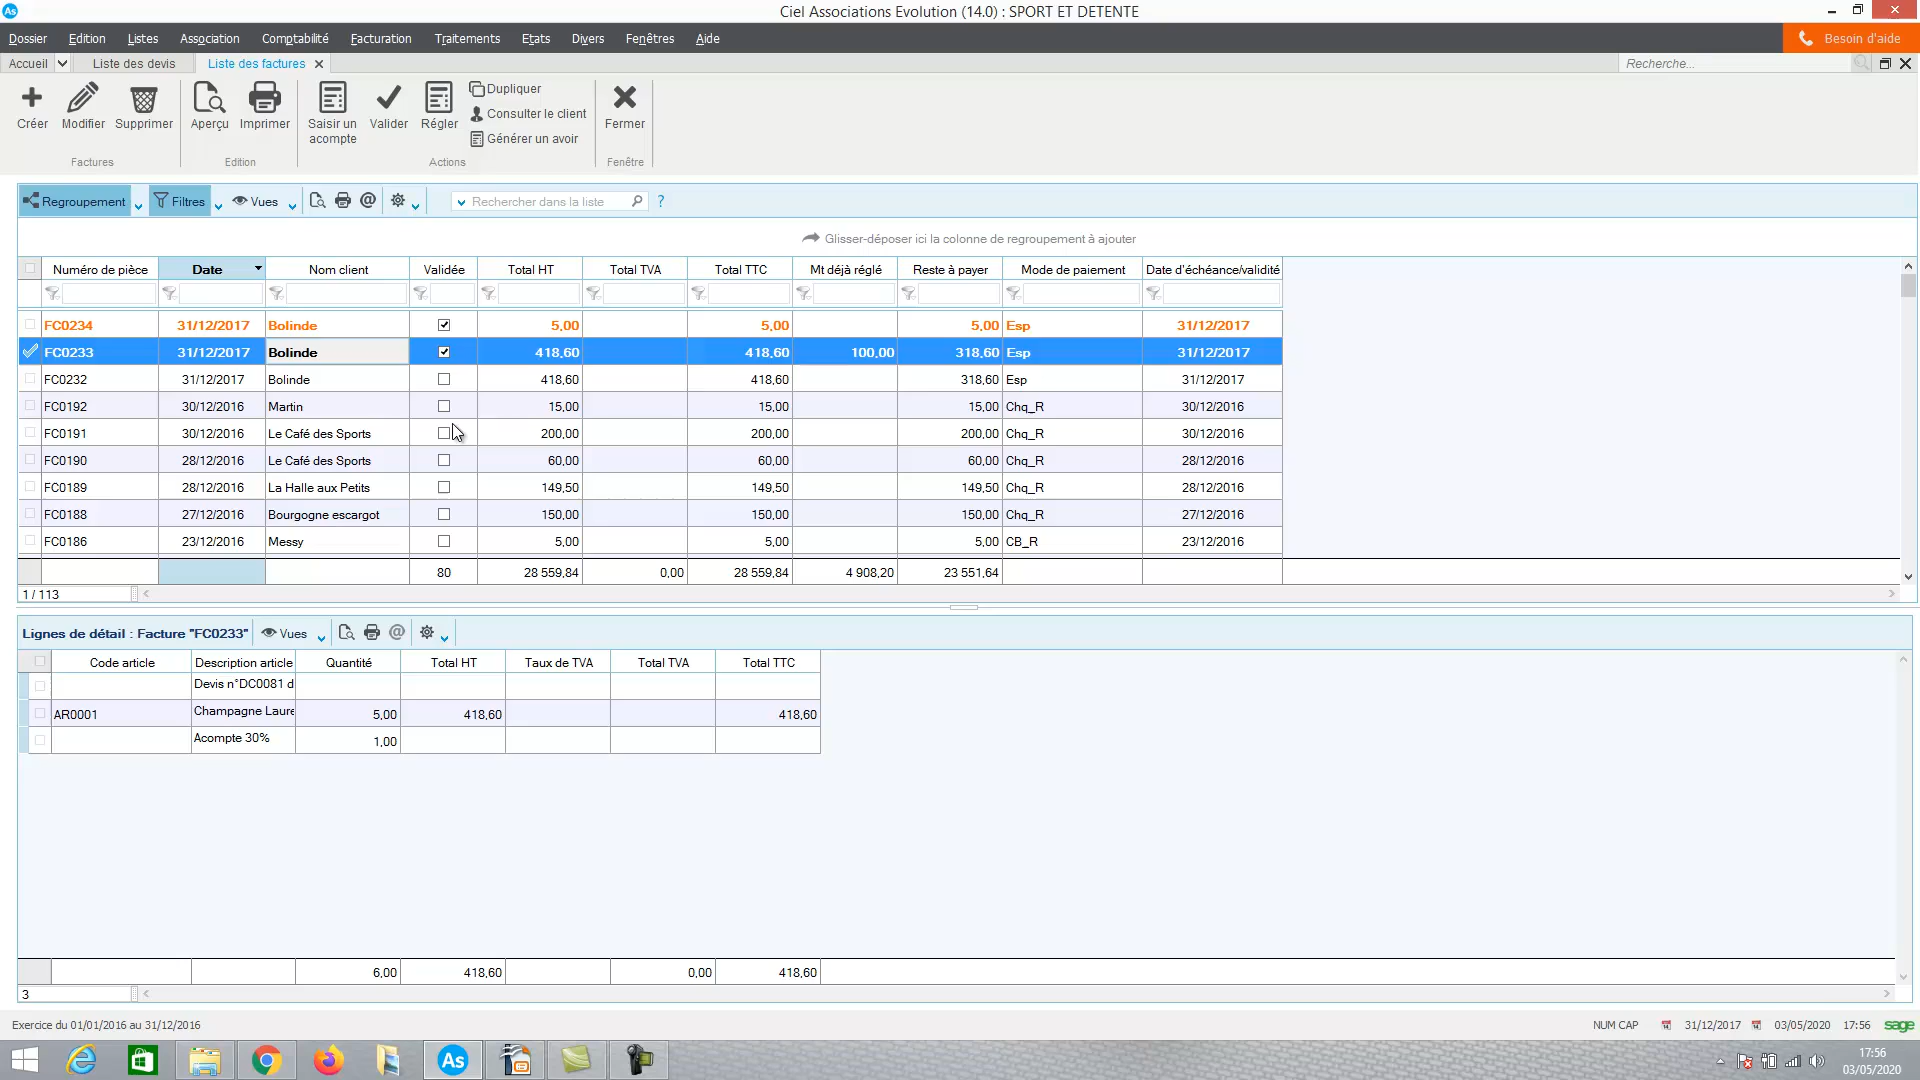 As Ciel Associations Evolution (14.0) : SPORT ET DETENTE
Dossier Edition Listes Association Comptabilité Facturation Traitements Etats Divers Fenêtres Aide Besoin d'aide
Accueil Liste des devis Liste des factures Recherche...
Créer Modifier Supprimer Aperçu Imprimer Saisir un acompte Valider Régler Dupliquer Consulter le client Générer un avoir Fermer
Factures Edition Actions Fenêtre
Regroupement Filtres Vues @ Rechercher dans la liste ?
Glisser-déposer ici la colonne de regroupement à ajouter
Numéro de pièce Date Nom client Validée Total HT Total TVA Total TTC Mt déjà réglé Reste à payer Mode de paiement Date d'échéance/validité
FC0234 31/12/2017 Bolinde 5,00 5,00 5,00 Esp 31/12/2017
FC0233 31/12/2017 Bolinde 418,60 418,60 100,00 318,60 Esp 31/12/2017
FC0232 31/12/2017 Bolinde 418,60 418,60 318,60 Esp 31/12/2017
FC0192 30/12/2016 Martin 15,00 15,00 15,00 Chq_R 30/12/2016
FC0191 30/12/2016 Le Café des Sports 200,00 200,00 200,00 Chq_R 30/12/2016
FC0190 28/12/2016 Le Café des Sports 60,00 60,00 60,00 Chq_R 28/12/2016
FC0189 28/12/2016 La Halle aux Petits 149,50 149,50 149,50 Chq_R 28/12/2016
FC0188 27/12/2016 Bourgogne escargot 150,00 150,00 150,00 Chq_R 27/12/2016
FC0186 23/12/2016 Messy 5,00 5,00 5,00 CB_R 23/12/2016
80 28 559,84 0,00 28 559,84 4 908,20 23 551,64
1 / 113
Lignes de détail : Facture "FC0233" Vues @
Code article Description article Quantité Total HT Taux de TVA Total TVA Total TTC
Devis n°DC0081 d
AR0001 Champagne Laure 5,00 418,60 418,60
Acompte 30% 1,00
6,00 418,60 0,00 418,60
3
Exercice du 01/01/2016 au 31/12/2016 NUM CAP 31/12/2017 03/05/2020 17:56 sage
As 17:56
03/05/2020